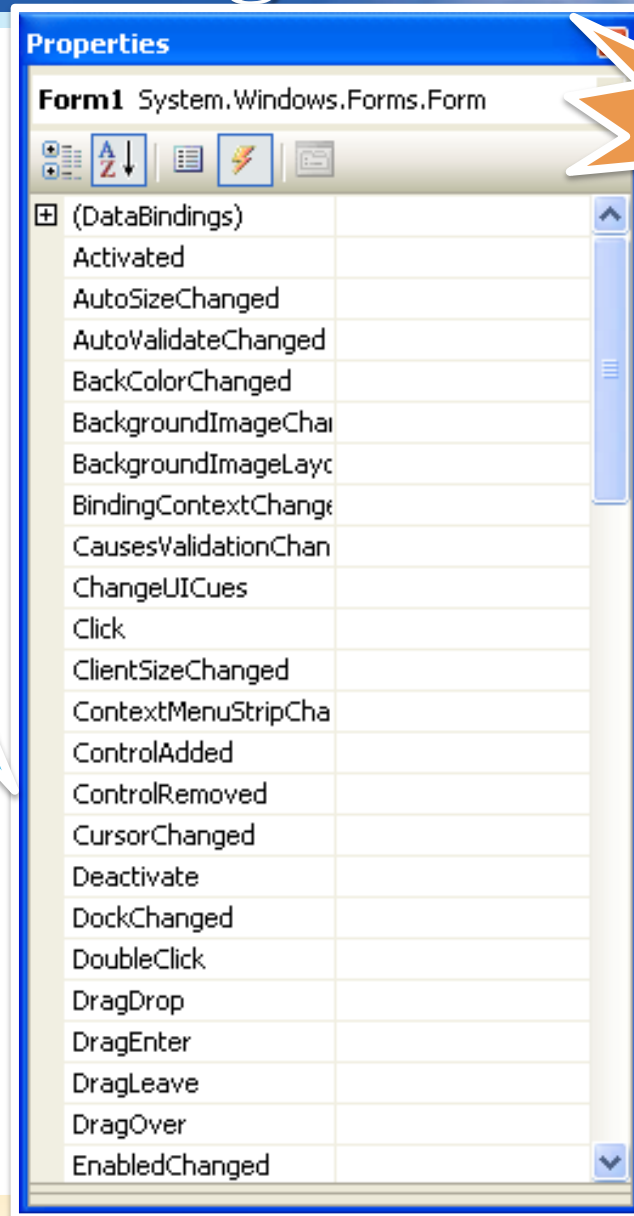 Properties
Form1 System.Windows.Forms.Form
A
Z
(DataBindings)
Activated
AutoSizeChanged
AutoValidateChanged
BackColorChanged
BackgroundImageChai
BackgroundImageLayc
BindingContextChange
CausesValidationChan
ChangeUICues
Click
ClientSizeChanged
ContextMenuStripCha
ControlAdded
ControlRemoved
CursorChanged
Deactivate
DockChanged
DoubleClick
DragDrop
DragEnter
DragLeave
DragOver
EnabledChanged